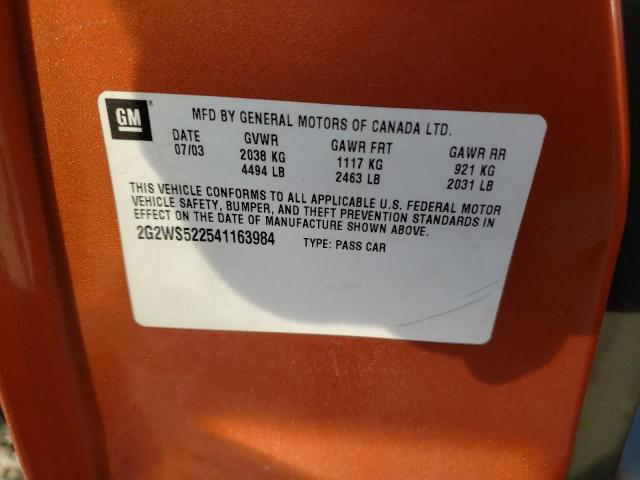 GM
MFD BY GENERAL MOTORS OF CANADA LTD.
DATE GVWR GAWR FRT GAWR RR
07/03 2038 KG 1117 KG 921 KG
4494 LB 2463 LB 2031 LB
THIS VEHICLE CONFORMS TO ALL APPLICABLE U.S. FEDERAL MOTOR
VEHICLE SAFETY, BUMPER, AND THEFT PREVENTION STANDARDS IN
EFFECT ON THE DATE OF MANUFACTURE SHOWN ABOVE.
2G2WS522541163984 TYPE: PASS CAR